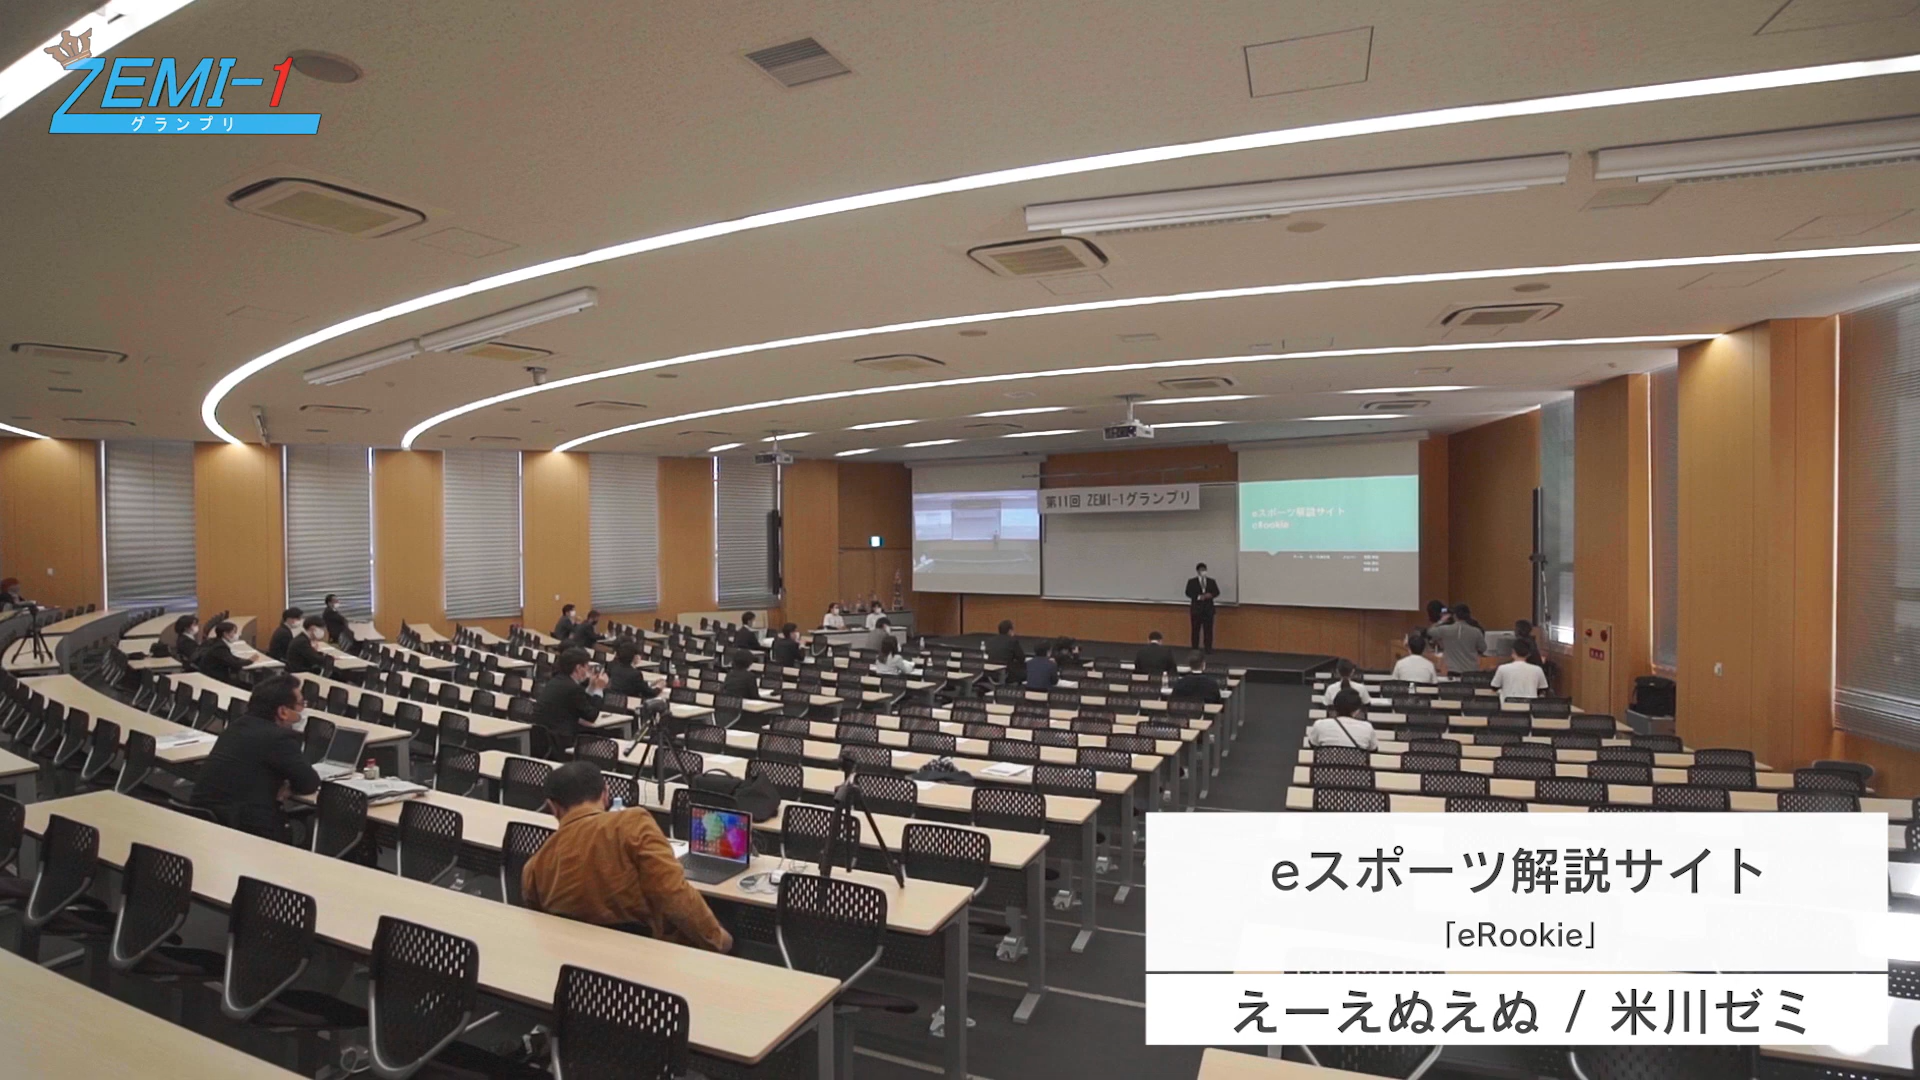 ZEMI-1
グランプリ
第11回 ZEMI-1グランプリ
eスポーツ解説サイト
eRookie
eスポーツ解説サイト
「eRookie」
えーえぬえぬ / 米川ゼミ